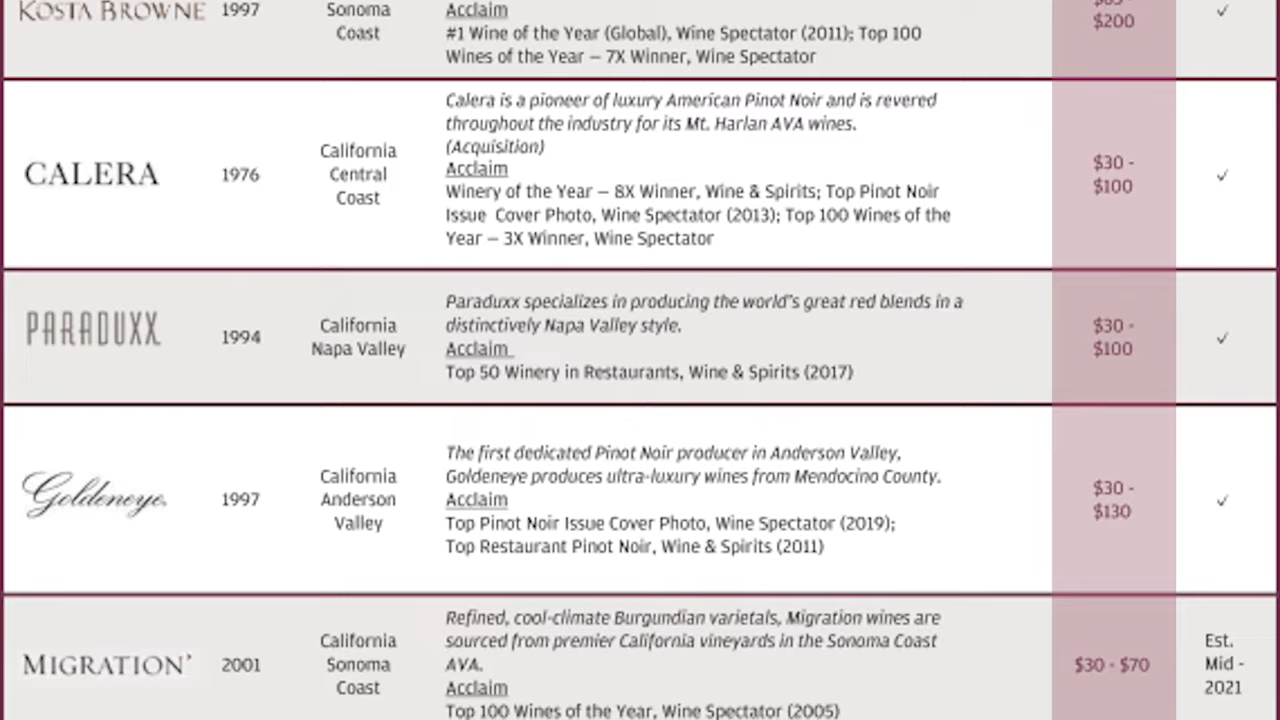 KOSTA BROWNE
1997
Sonoma
Coast
Acclaim
#1 Wine of the Year (Global), Wine Spectator (2011); Top 100
Wines of the Year – 7X Winner, Wine Spectator
$200
✓
CALERA
1976
California
Central
Coast
Calera is a pioneer of luxury American Pinot Noir and is revered
throughout the industry for its Mt. Harlan AVA wines.
(Acquisition)
Acclaim
Winery of the Year – 8X Winner, Wine & Spirits; Top Pinot Noir
Issue Cover Photo, Wine Spectator (2013); Top 100 Wines of the
Year – 3X Winner, Wine Spectator
$30 -
$100
✓
PARADUXX
1994
California
Napa Valley
Paraduxx specializes in producing the world's great red blends in a
distinctively Napa Valley style.
Acclaim
Top 50 Winery in Restaurants, Wine & Spirits (2017)
$30 -
$100
✓
Goldeneye
1997
California
Anderson
Valley
The first dedicated Pinot Noir producer in Anderson Valley,
Goldeneye produces ultra-luxury wines from Mendocino County.
Acclaim
Top Pinot Noir Issue Cover Photo, Wine Spectator (2019);
Top Restaurant Pinot Noir, Wine & Spirits (2011)
$30 -
$130
✓
MIGRATION
2001
California
Sonoma
Coast
Refined, cool-climate Burgundian varietals, Migration wines are
sourced from premier California vineyards in the Sonoma Coast
AVA.
Acclaim
Top 100 Wines of the Year, Wine Spectator (2005)
$30 - $70
Est.
Mid -
2021